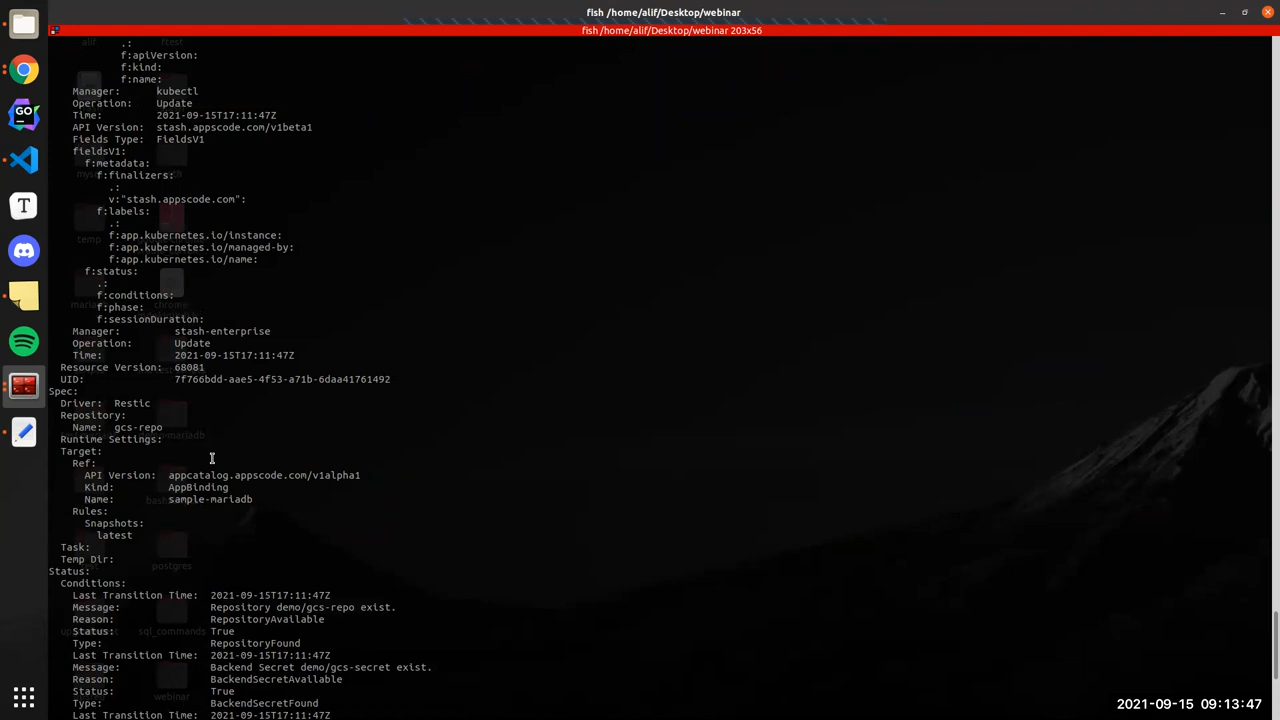 fish /home/alif/Desktop/webinar
fish /home/alif/Desktop/webinar 203x56
.:
f:apiVersion:
f:kind:
f:name:
Manager: kubectl
Operation: Update
Time: 2021-09-15T17:11:47Z
API Version: stash.appscode.com/v1beta1
Fields Type: FieldsV1
fieldsV1:
f:metadata:
f:finalizers:
.:
v:"stash.appscode.com":
f:labels:
.:
f:app.kubernetes.io/instance:
f:app.kubernetes.io/managed-by:
f:app.kubernetes.io/name:
f:status:
.:
f:conditions:
f:phase:
f:sessionDuration:
Manager: stash-enterprise
Operation: Update
Time: 2021-09-15T17:11:47Z
Resource Version: 68081
UID: 7f766bdd-aae5-4f53-a71b-6daa41761492
Spec:
Driver: Restic
Repository:
Name: gcs-repo
Runtime Settings:
Target:
Ref:
API Version: appcatalog.appscode.com/v1alpha1
Kind: AppBinding
Name: sample-mariadb
Rules:
Snapshots:
latest
Task:
Temp Dir:
postgres
Status:
Conditions:
Last Transition Time: 2021-09-15T17:11:47Z
Message: Repository demo/gcs-repo exist.
Reason: RepositoryAvailable
Status: True
sql_commands
Type: RepositoryFound
Last Transition Time: 2021-09-15T17:11:47Z
Message: Backend Secret demo/gcs-secret exist.
Reason: BackendSecretAvailable
Status: True
webinar
Type: BackendSecretFound
Last Transition Time: 2021-09-15T17:11:47Z
2021-09-15 09:13:47
GO
T